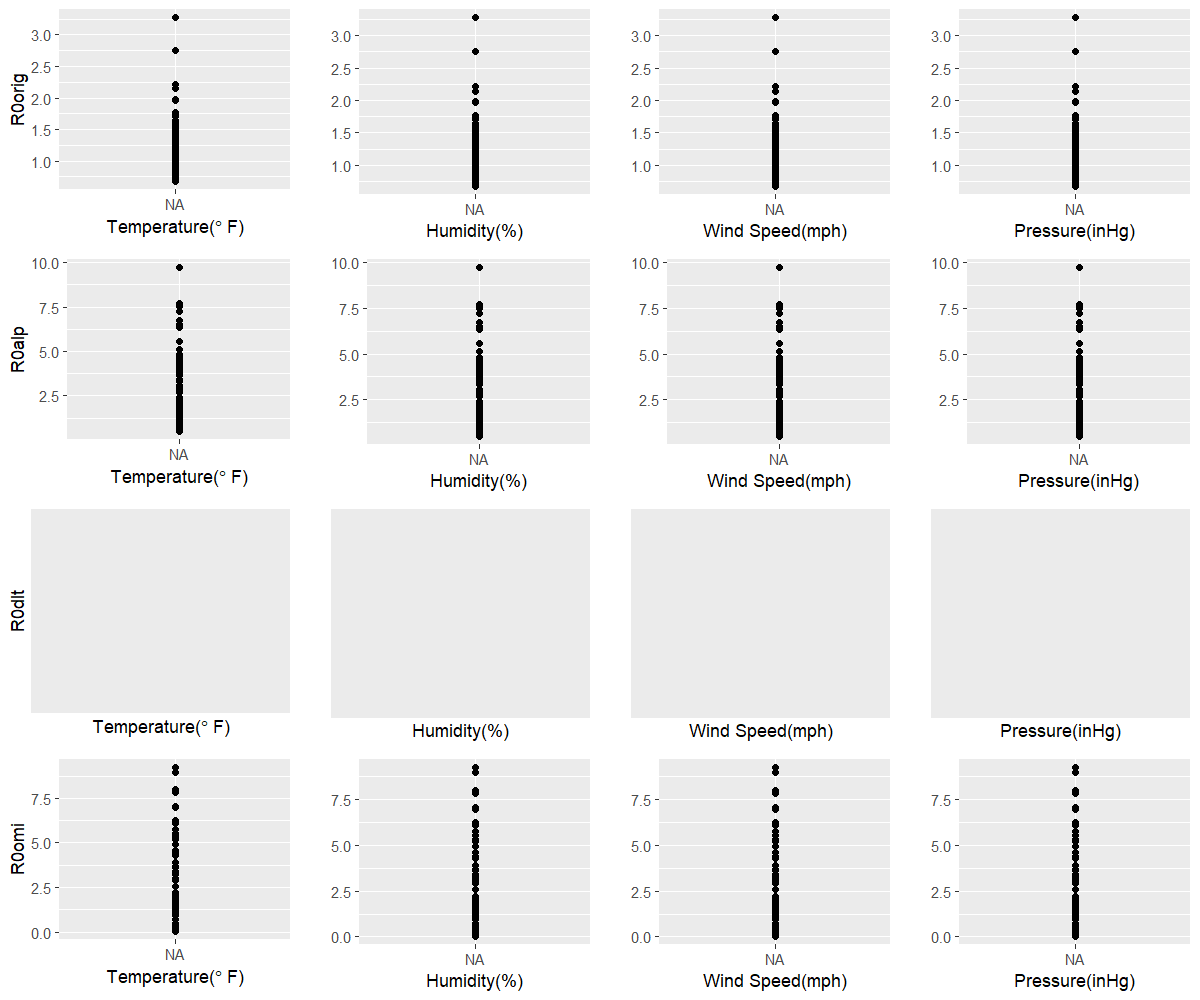 R0orig
3.0
2.5
2.0
1.5
1.0
NA
Temperature(° F)
3.0
2.5
2.0
1.5
1.0
NA
Humidity(%)
3.0
2.5
2.0
1.5
1.0
NA
Wind Speed(mph)
3.0
2.5
2.0
1.5
1.0
NA
Pressure(inHg)
R0alp
10.0
7.5
5.0
2.5
NA
Temperature(° F)
10.0
7.5
5.0
2.5
NA
Humidity(%)
10.0
7.5
5.0
2.5
NA
Wind Speed(mph)
10.0
7.5
5.0
2.5
NA
Pressure(inHg)
R0dlt
Temperature(° F)
Humidity(%)
Wind Speed(mph)
Pressure(inHg)
R0omi
7.5
5.0
2.5
0.0
NA
Temperature(° F)
7.5
5.0
2.5
0.0
NA
Humidity(%)
7.5
5.0
2.5
0.0
NA
Wind Speed(mph)
7.5
5.0
2.5
0.0
NA
Pressure(inHg)